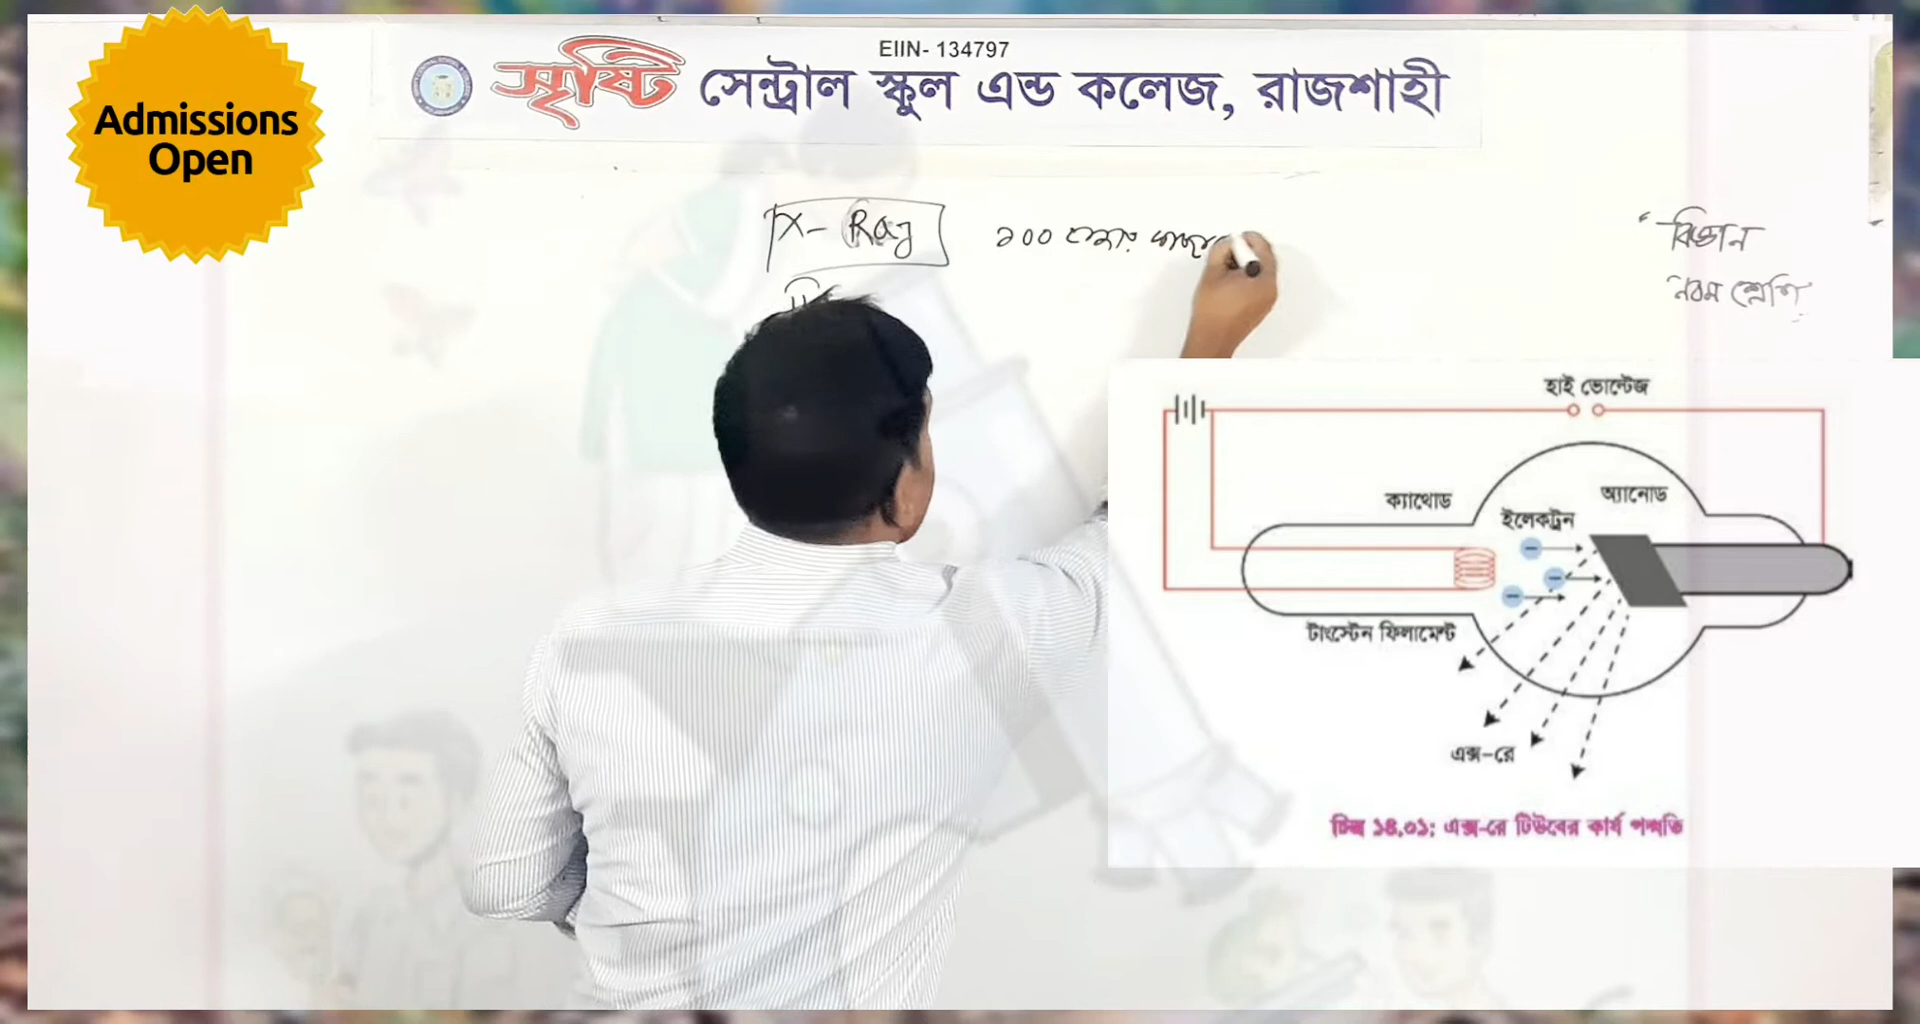 Admissions
Open
EIIN- 134797
সৃষ্টি সেন্ট্রাল স্কুল এন্ড কলেজ, রাজশাহী
X- Ray
১০০
বিজ্ঞান
নবম শ্রেণি
হাই ভোল্টেজ
ক্যাথোড
অ্যানোড
ইলেকট্রন
টাংস্টেন ফিলামেন্ট
এক্স-রে
চিত্র ১৪.০১: এক্স-রে টিউবের কার্য পদ্ধতি